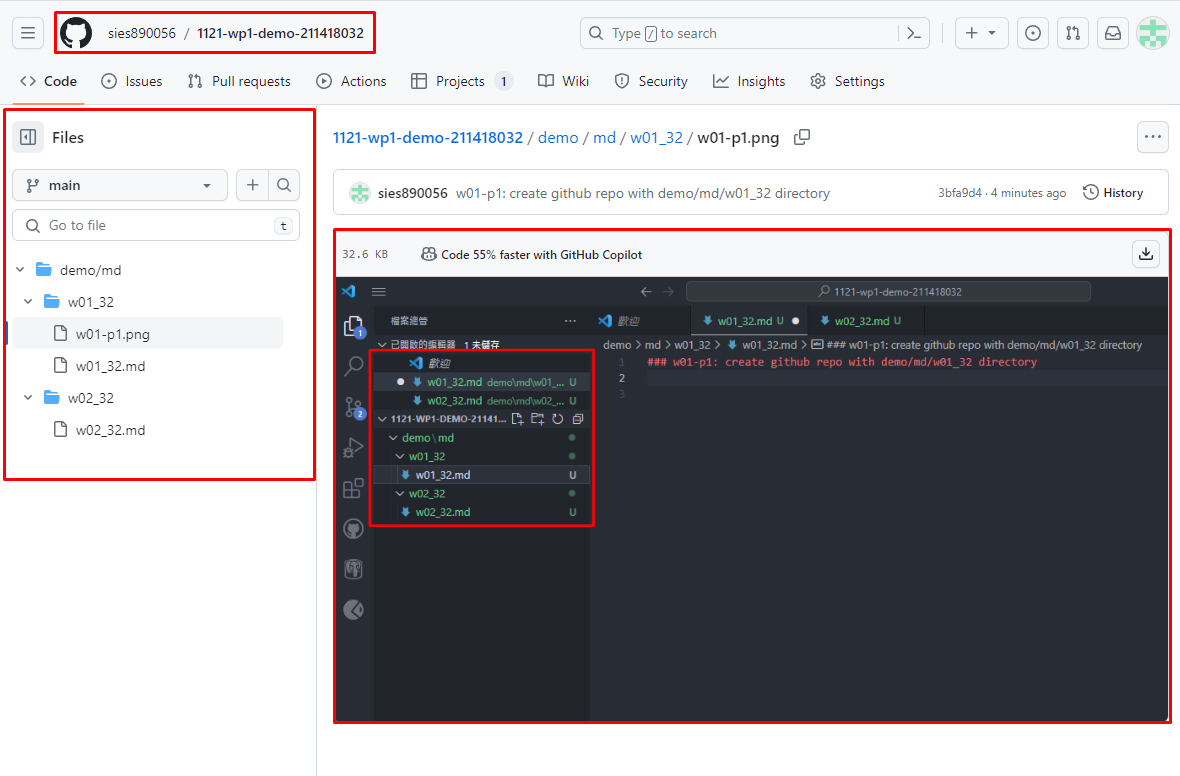 sies890056 / 1121-wp1-demo-211418032
Type / to search
Code Issues Pull requests Actions Projects 1 Wiki Security Insights Settings
Files
main
Go to file t
demo/md
w01_32
w01-p1.png
w01_32.md
w02_32
w02_32.md
1121-wp1-demo-211418032 / demo / md / w01_32 / w01-p1.png
sies890056 w01-p1: create github repo with demo/md/w01_32 directory 3bfa9d4 · 4 minutes ago History
32.6 KB Code 55% faster with GitHub Copilot
1121-wp1-demo-211418032
檔案總管 ...
歡迎 w01_32.md U w02_32.md U
已開啟的編輯器 1 未儲存
demo > md > w01_32 > w01_32.md > ### w01-p1: create github repo with demo/md/w01_32 directory
歡迎
w01_32.md demo\md\w01_... U
w02_32.md demo\md\w02_... U
1121-WP1-DEMO-21141...
demo\md
w01_32
w01_32.md U
w02_32
w02_32.md U
1 ### w01-p1: create github repo with demo/md/w01_32 directory
2
3
1
2